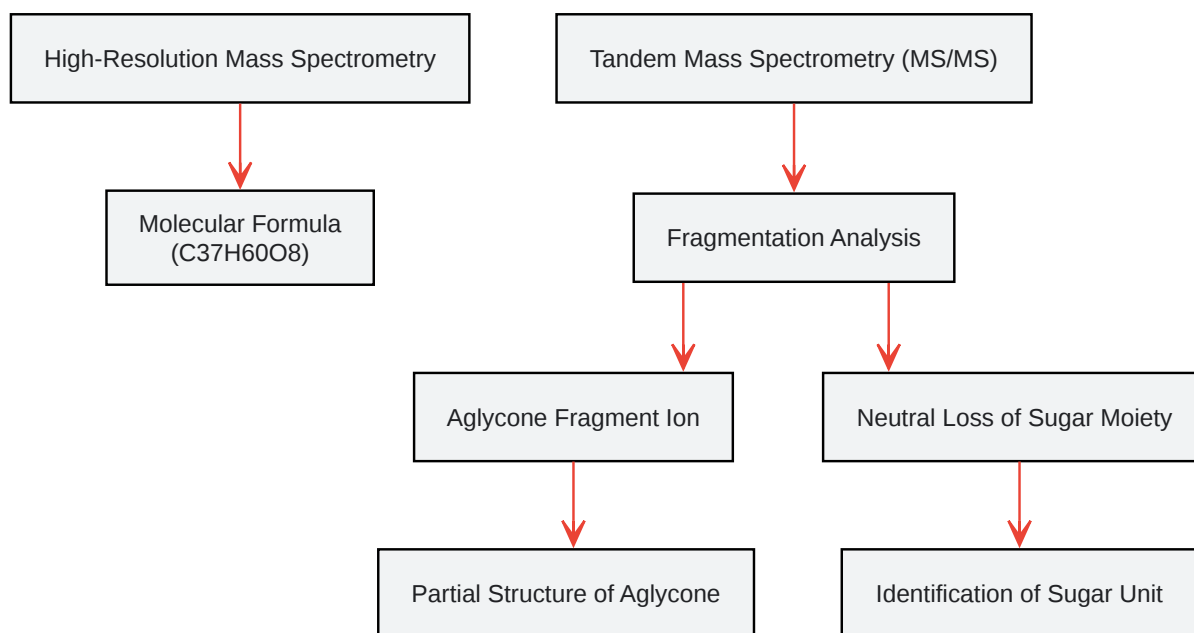 High-Resolution Mass Spectrometry
Tandem Mass Spectrometry (MS/MS)
Molecular Formula
(C37H60O8)
Fragmentation Analysis
Aglycone Fragment Ion
Neutral Loss of Sugar Moiety
Partial Structure of Aglycone
Identification of Sugar Unit